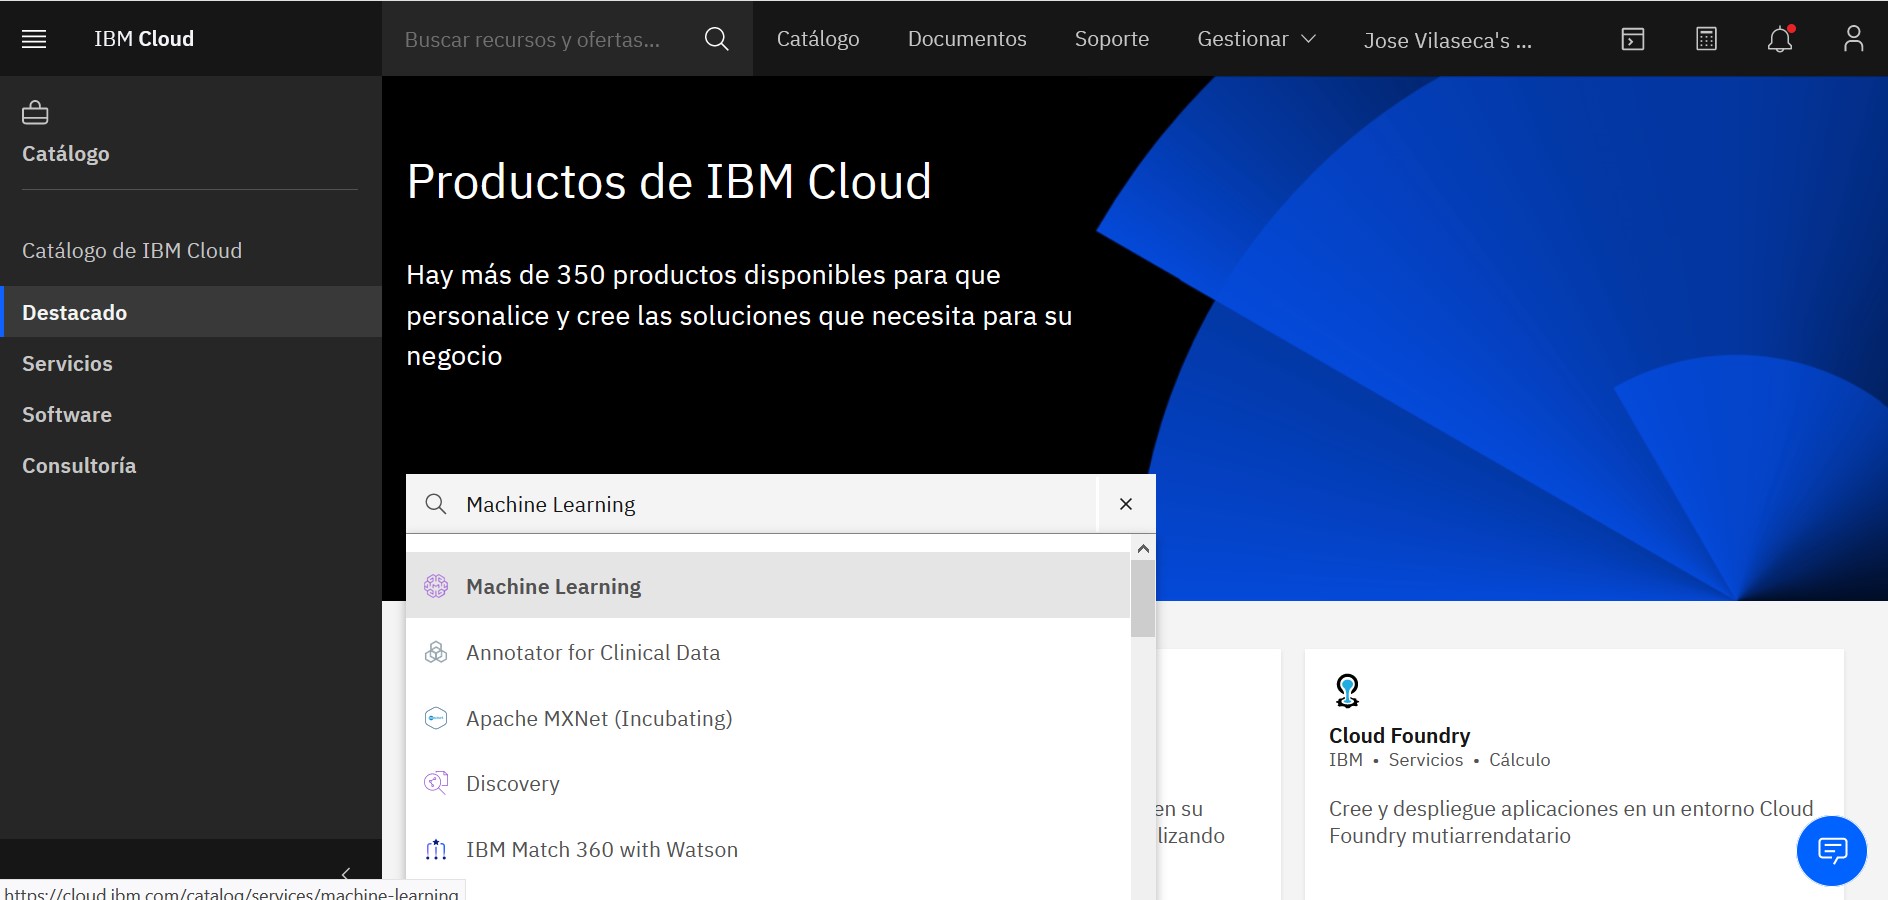 IBM Cloud
Buscar recursos y ofertas...
Catálogo
Documentos
Soporte
Gestionar
Jose Vilaseca's ...
Catálogo
Catálogo de IBM Cloud
Destacado
Servicios
Software
Consultoría
Productos de IBM Cloud
Hay más de 350 productos disponibles para que
personalice y cree las soluciones que necesita para su
negocio
Machine Learning
Machine Learning
Annotator for Clinical Data
Apache MXNet (Incubating)
Discovery
IBM Match 360 with Watson
en su
lizando
Cloud Foundry
IBM • Servicios • Cálculo
Cree y despliegue aplicaciones en un entorno Cloud
Foundry mutiarrendatario
https://cloud.ibm.com/catalog/services/machine-learning